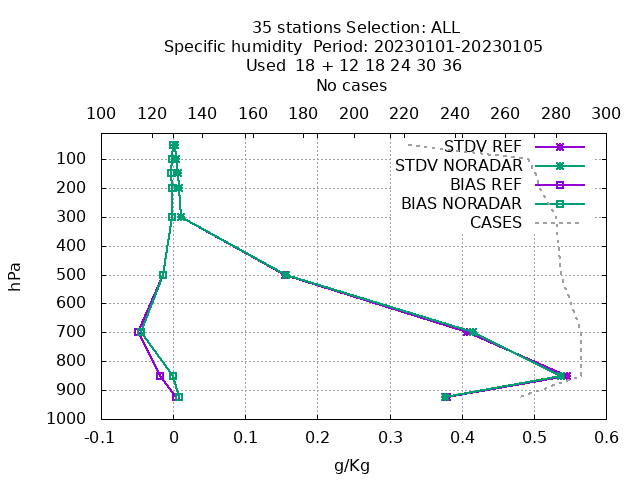 35 stations Selection: ALL
Specific humidity  Period: 20230101-20230105
Used  18 + 12 18 24 30 36
No cases
100 120 140 160 180 200 220 240 260 280 300
STDV REF
STDV NORADAR
BIAS REF
BIAS NORADAR
CASES
100
200
300
400
500
600
700
800
900
1000
hPa
-0.1 0 0.1 0.2 0.3 0.4 0.5 0.6
g/Kg